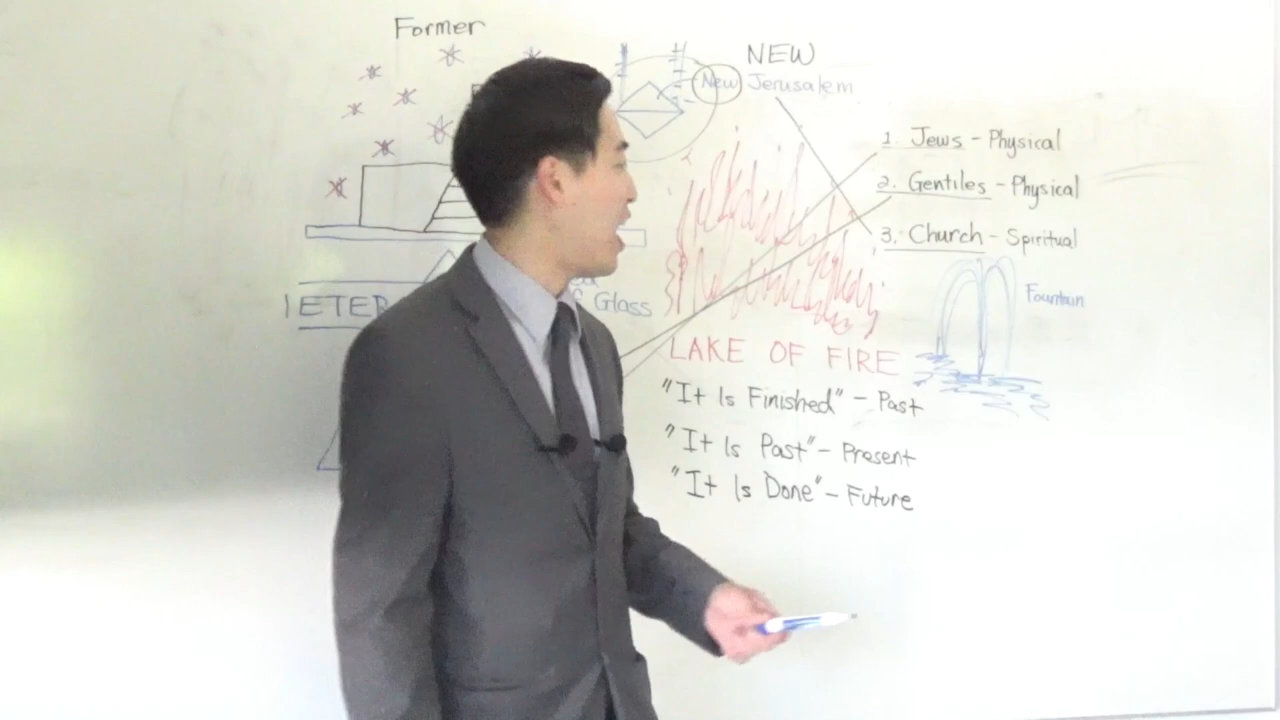 Former
NEW
New Jerusalem
1. Jews - Physical
2. Gentiles - Physical
3. Church - Spiritual
Fountain
Glass
LAKE OF FIRE
"It Is Finished" - Past
"It Is Past" - Present
"It Is Done" - Future